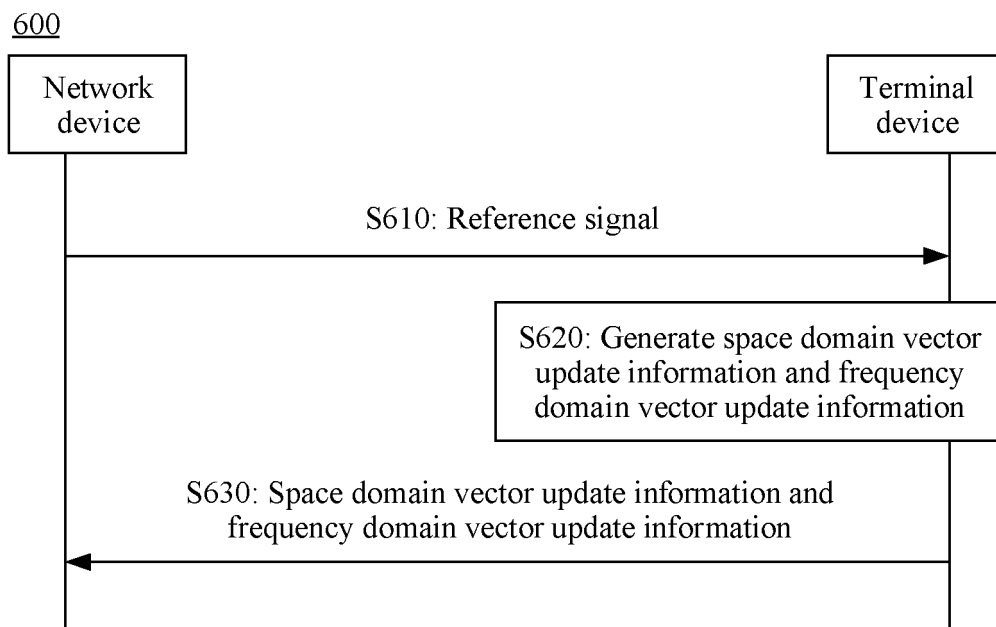 600
Network
device
Terminal
device
S610: Reference signal
S620: Generate space domain vector
update information and frequency
domain vector update information
S630: Space domain vector update information and
frequency domain vector update information